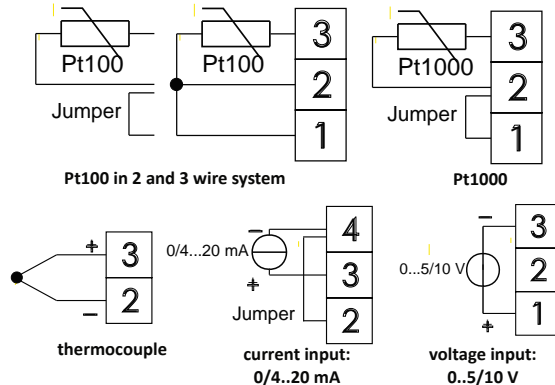 3
3
Pt100
Pt100
Pt1000
2
2
Jumper
Jumper
1
1
Pt100 in 2 and 3 wire system
Pt1000
+
3
2
−
thermocouple
−
4
0/4...20 mA
3
+
Jumper
2
current input:
0/4..20 mA
−
3
0...5/10 V
2
1
+
voltage input:
0..5/10 V